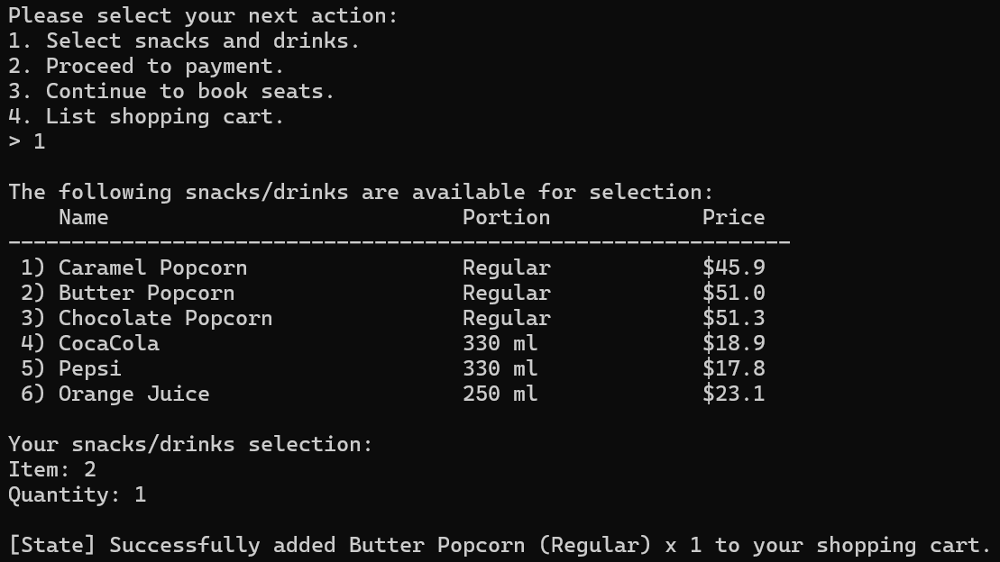 Please select your next action:
1. Select snacks and drinks.
2. Proceed to payment.
3. Continue to book seats.
4. List shopping cart.
> 1
The following snacks/drinks are available for selection:
Name Portion Price
--------------------------------------------------------------
1) Caramel Popcorn Regular $45.9
2) Butter Popcorn Regular $51.0
3) Chocolate Popcorn Regular $51.3
4) CocaCola 330 ml $18.9
5) Pepsi 330 ml $17.8
6) Orange Juice 250 ml $23.1
Your snacks/drinks selection:
Item: 2
Quantity: 1
[State] Successfully added Butter Popcorn (Regular) x 1 to your shopping cart.